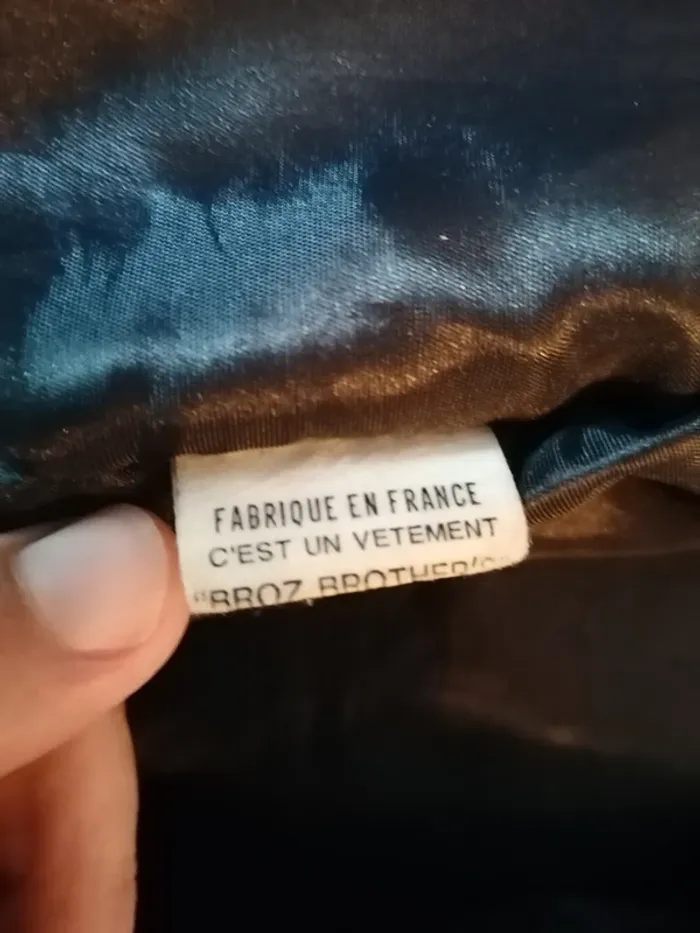 FABRIQUE EN FRANCE
C'EST UN VETEMENT
"BROZ BROTHER'S"